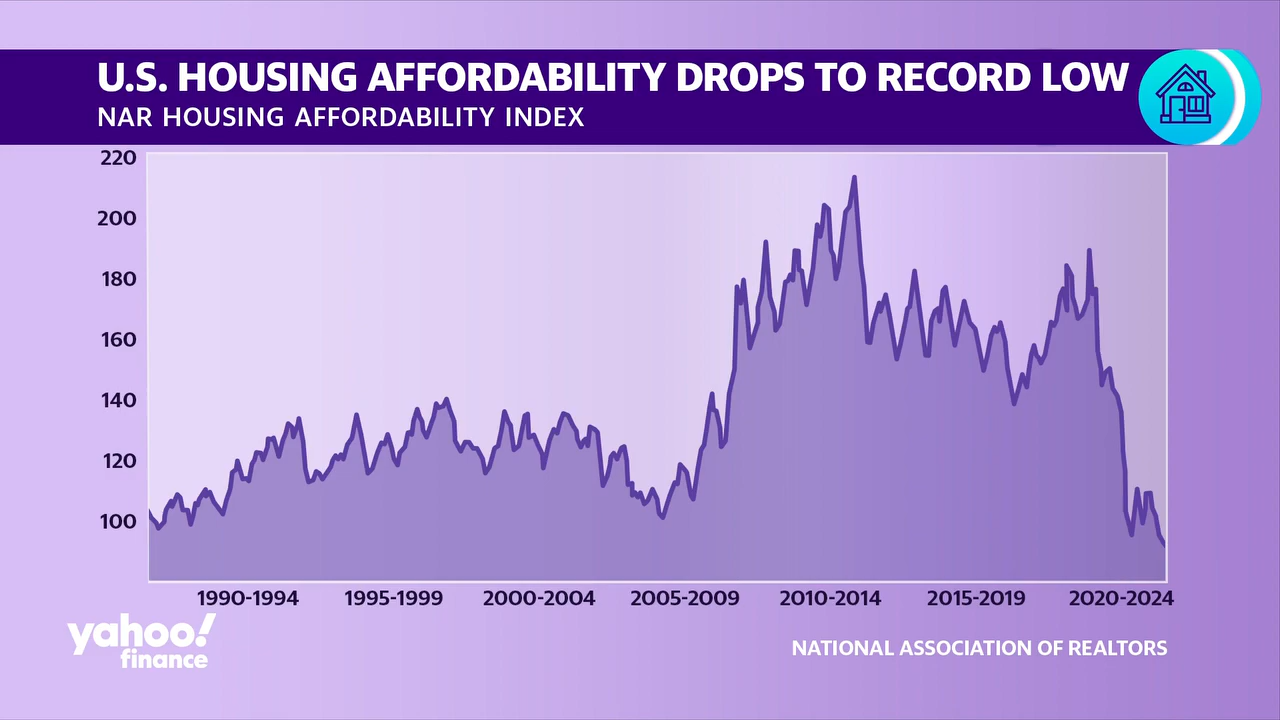 U.S. HOUSING AFFORDABILITY DROPS TO RECORD LOW
NAR HOUSING AFFORDABILITY INDEX
220
200
180
160
140
120
100
1990-1994 1995-1999 2000-2004 2005-2009 2010-2014 2015-2019 2020-2024
yahoo!
finance
NATIONAL ASSOCIATION OF REALTORS